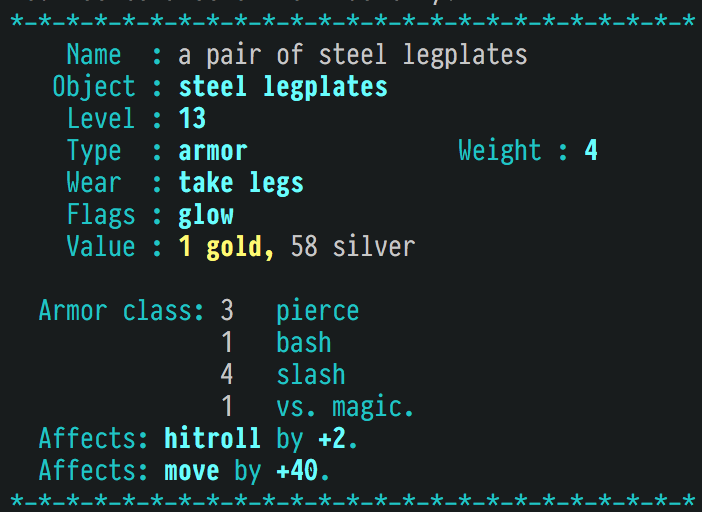 *-*-*-*-*-*-*-*-*-*-*-*-*-*-*-*-*-*-*-*-*-*-*-*-*
Name : a pair of steel legplates
Object : steel legplates
Level : 13
Type : armor Weight : 4
Wear : take legs
Flags : glow
Value : 1 gold, 58 silver
Armor class: 3 pierce
1 bash
4 slash
1 vs. magic.
Affects: hitroll by +2.
Affects: move by +40.
*-*-*-*-*-*-*-*-*-*-*-*-*-*-*-*-*-*-*-*-*-*-*-*-*